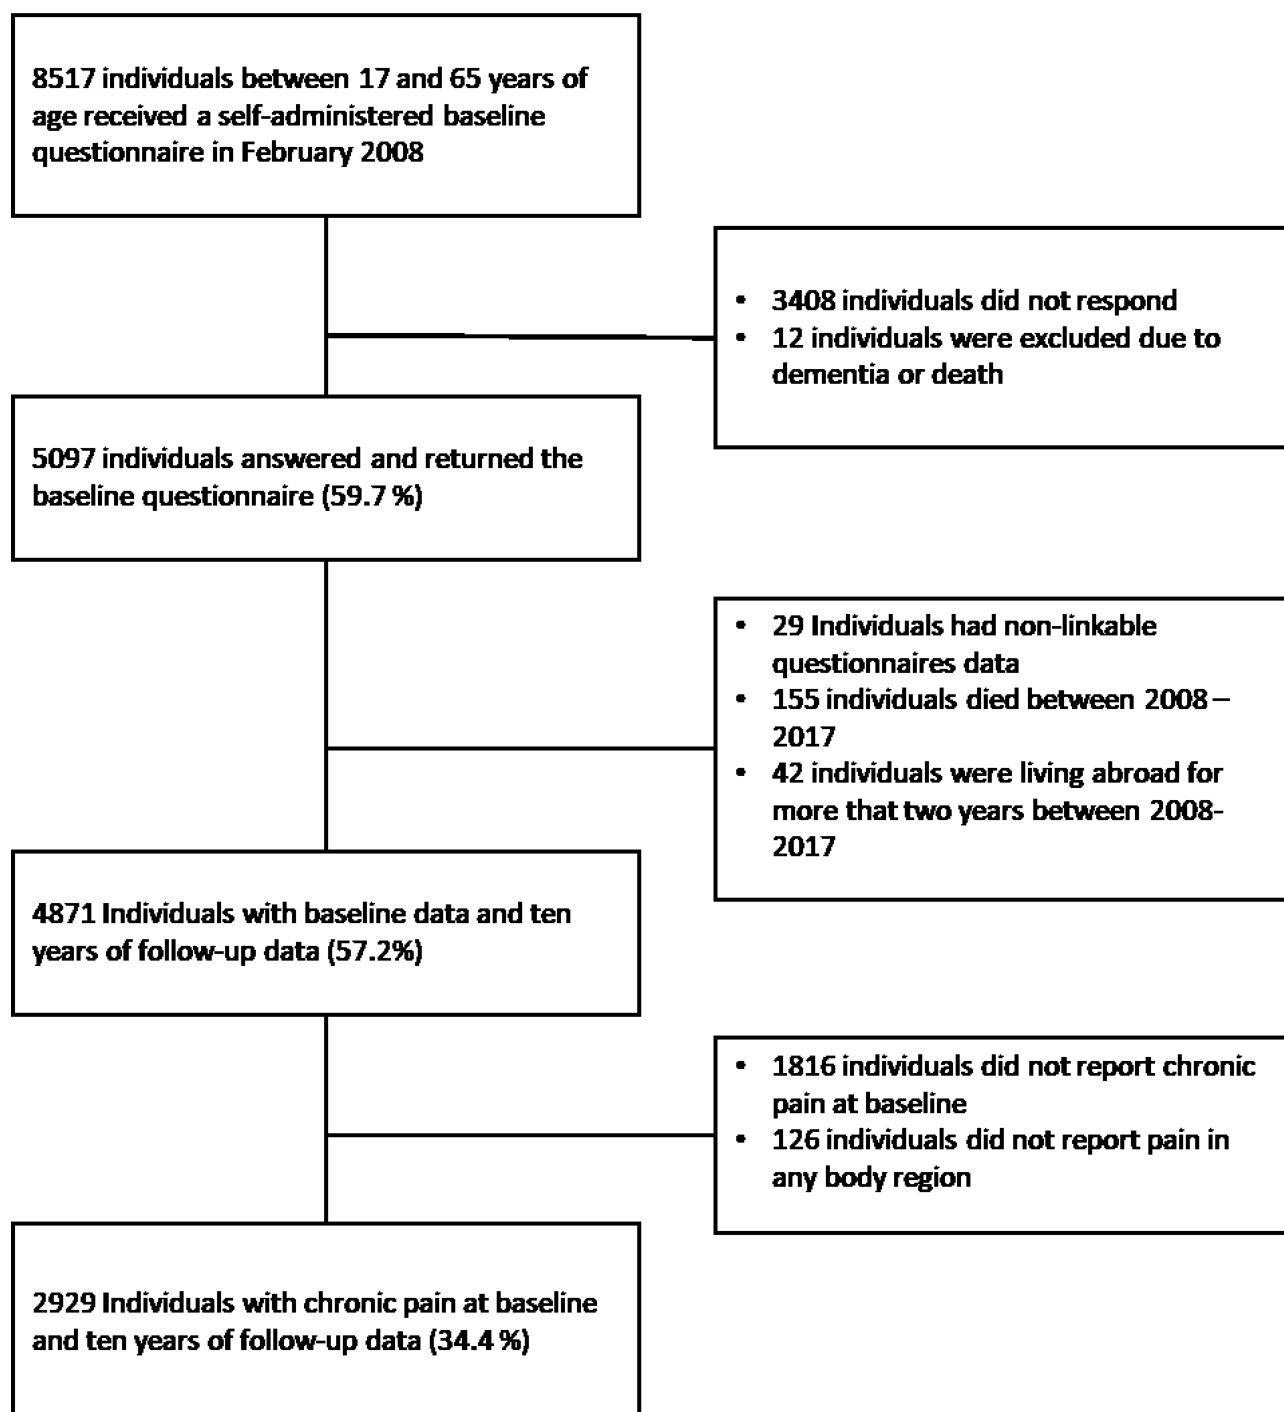 8517 individuals between 17 and 65 years of
age received a self-administered baseline
questionnaire in February 2008
• 3408 individuals did not respond
• 12 individuals were excluded due to
dementia or death
5097 individuals answered and returned the
baseline questionnaire (59.7 %)
• 29 Individuals had non-linkable
questionnaires data
• 155 individuals died between 2008 –
2017
• 42 individuals were living abroad for
more that two years between 2008-
2017
4871 Individuals with baseline data and ten
years of follow-up data (57.2%)
• 1816 individuals did not report chronic
pain at baseline
• 126 individuals did not report pain in
any body region
2929 Individuals with chronic pain at baseline
and ten years of follow-up data (34.4 %)